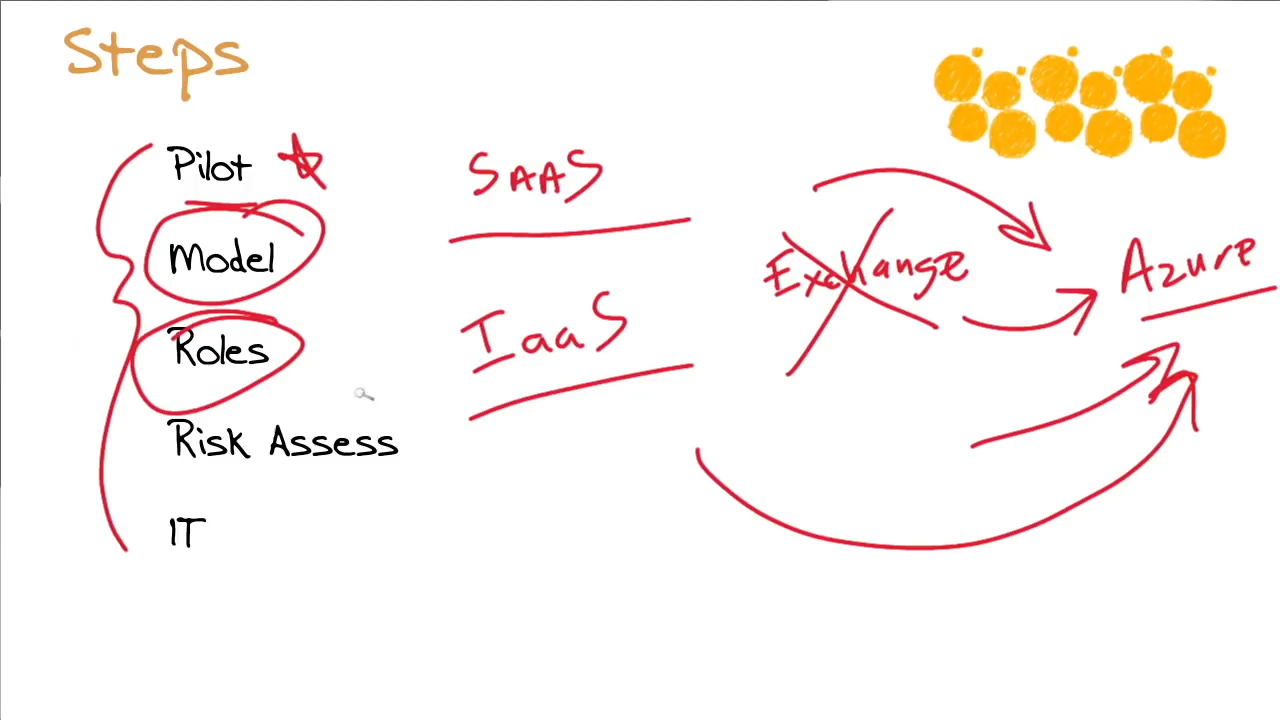 Steps
Pilot
Model
Roles
Risk Assess
IT
SAAS
IaaS
Exchange
Azure